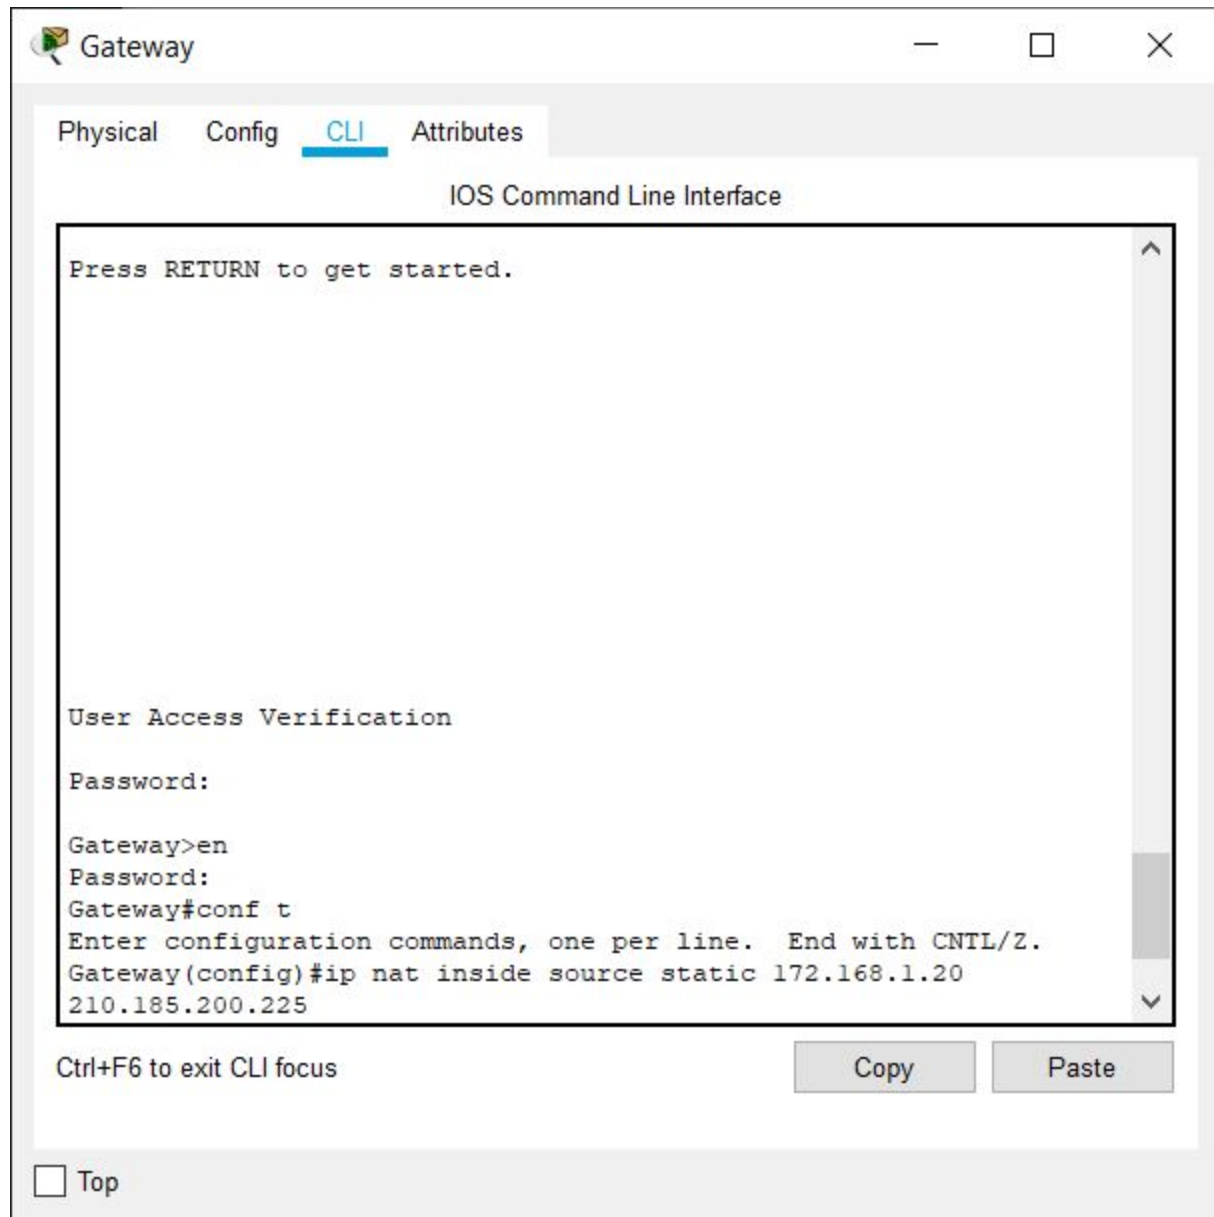 Gateway
Physical Config CLI Attributes
IOS Command Line Interface
Press RETURN to get started.
User Access Verification
Password:
Gateway>en
Password:
Gateway#conf t
Enter configuration commands, one per line.  End with CNTL/Z.
Gateway(config)#ip nat inside source static 172.168.1.20
210.185.200.225
Ctrl+F6 to exit CLI focus
Copy Paste
Top